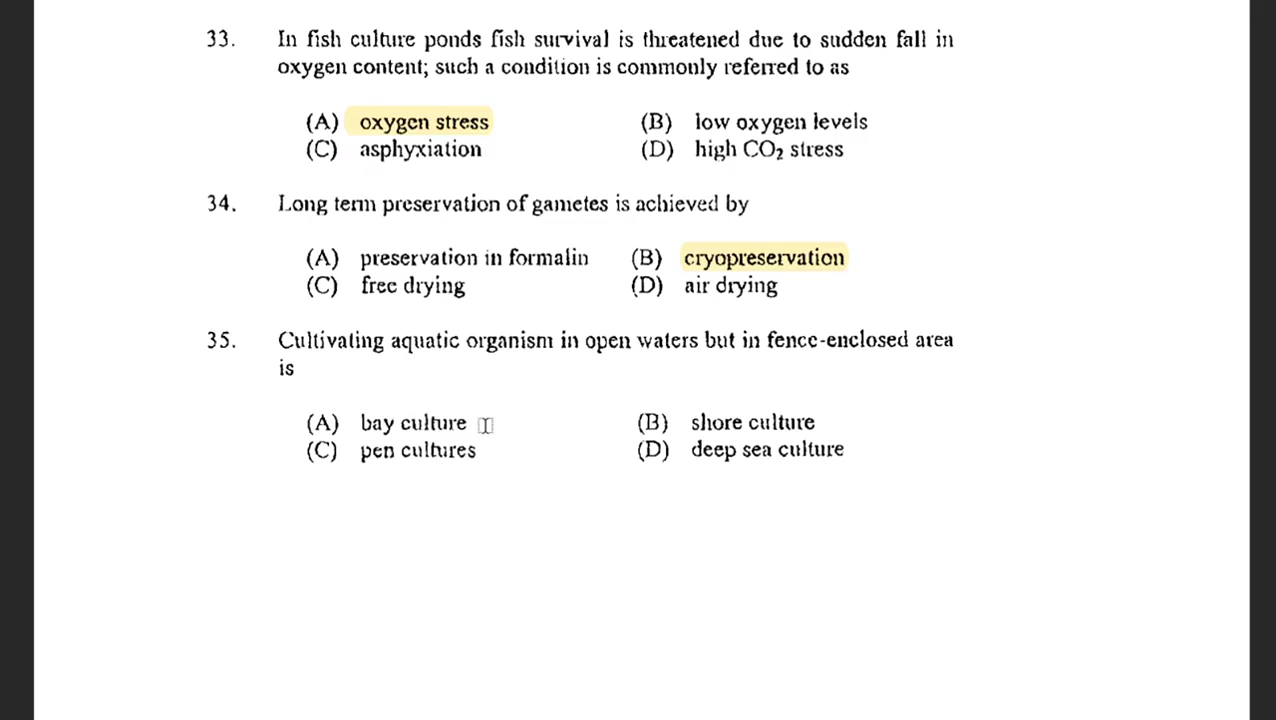 33. In fish culture ponds fish survival is threatened due to sudden fall in
oxygen content; such a condition is commonly referred to as
(A) oxygen stress (B) low oxygen levels
(C) asphyxiation (D) high CO₂ stress
34. Long term preservation of gametes is achieved by
(A) preservation in formalin (B) cryopreservation
(C) free drying (D) air drying
35. Cultivating aquatic organism in open waters but in fence-enclosed area
is
(A) bay culture (B) shore culture
(C) pen cultures (D) deep sea culture